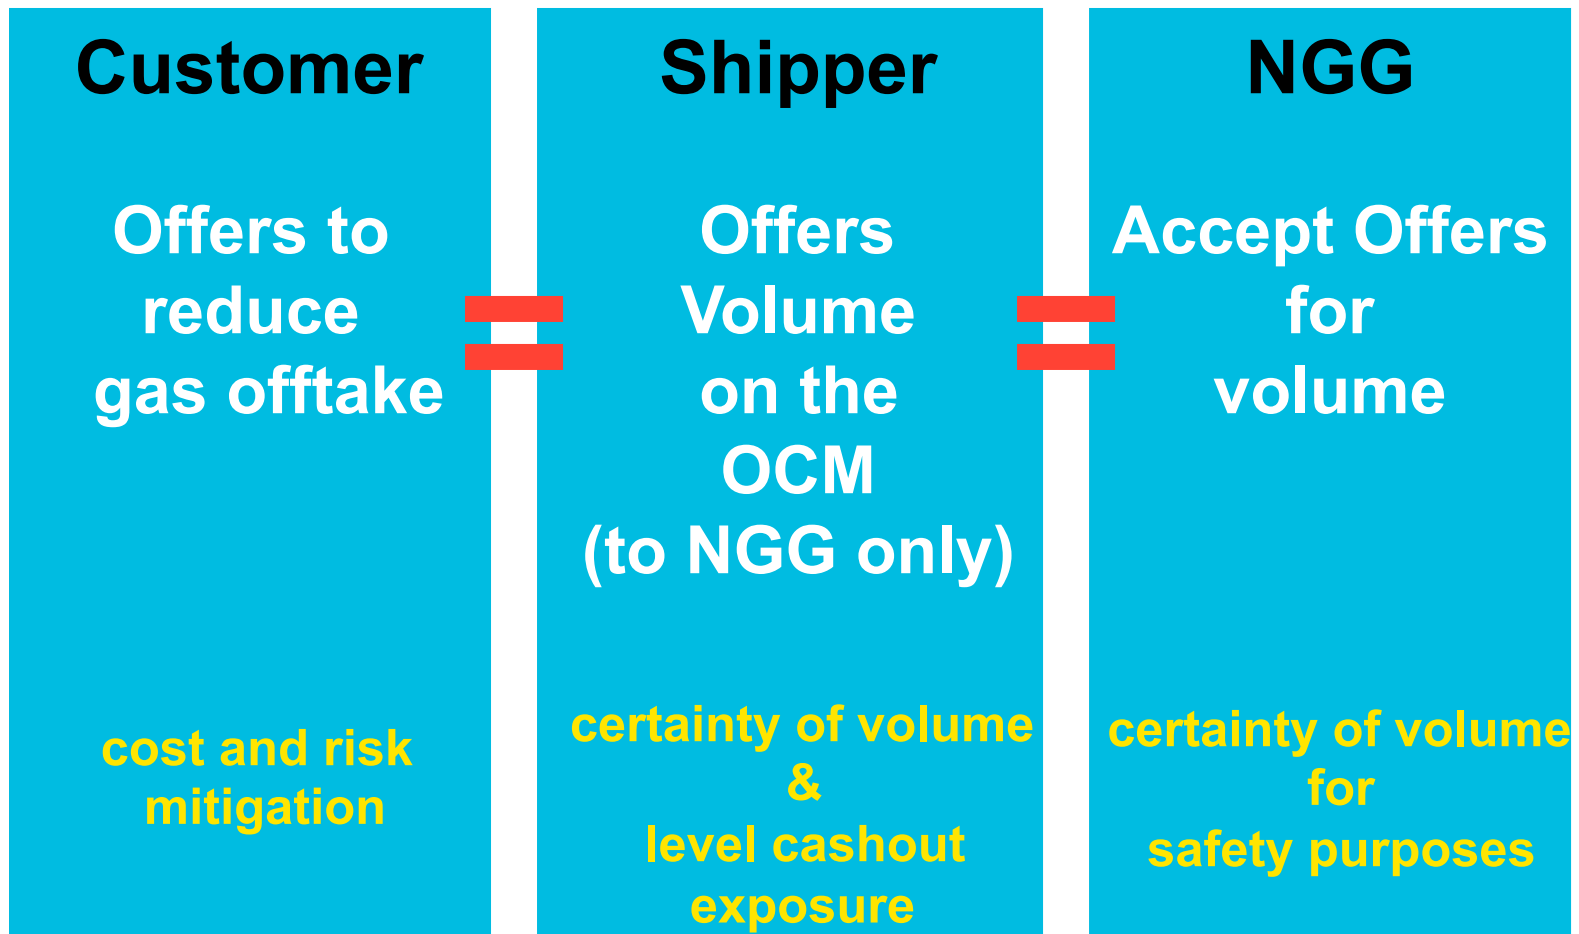 Customer
Offers to
reduce
gas offtake
cost and risk
mitigation
Shipper
Offers
Volume
on the
OCM
(to NGG only)
certainty of volume
&
level cashout
exposure
NGG
Accept Offers
for
volume
certainty of volume
for
safety purposes